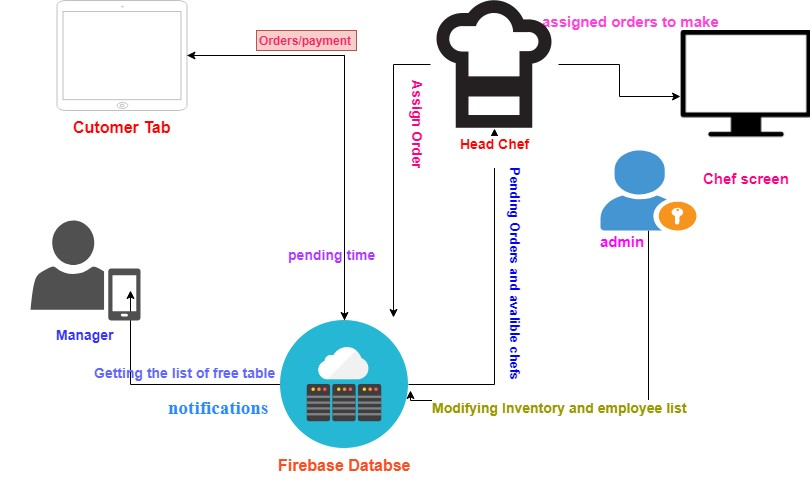 assigned orders to make
Orders/payment
Cutomer Tab
Assign Order
Head Chef
Chef screen
Pending Orders and avalible chefs
admin
pending time
Manager
Getting the list of free table
notifications
Modifying Inventory and employee list
Firebase Databse